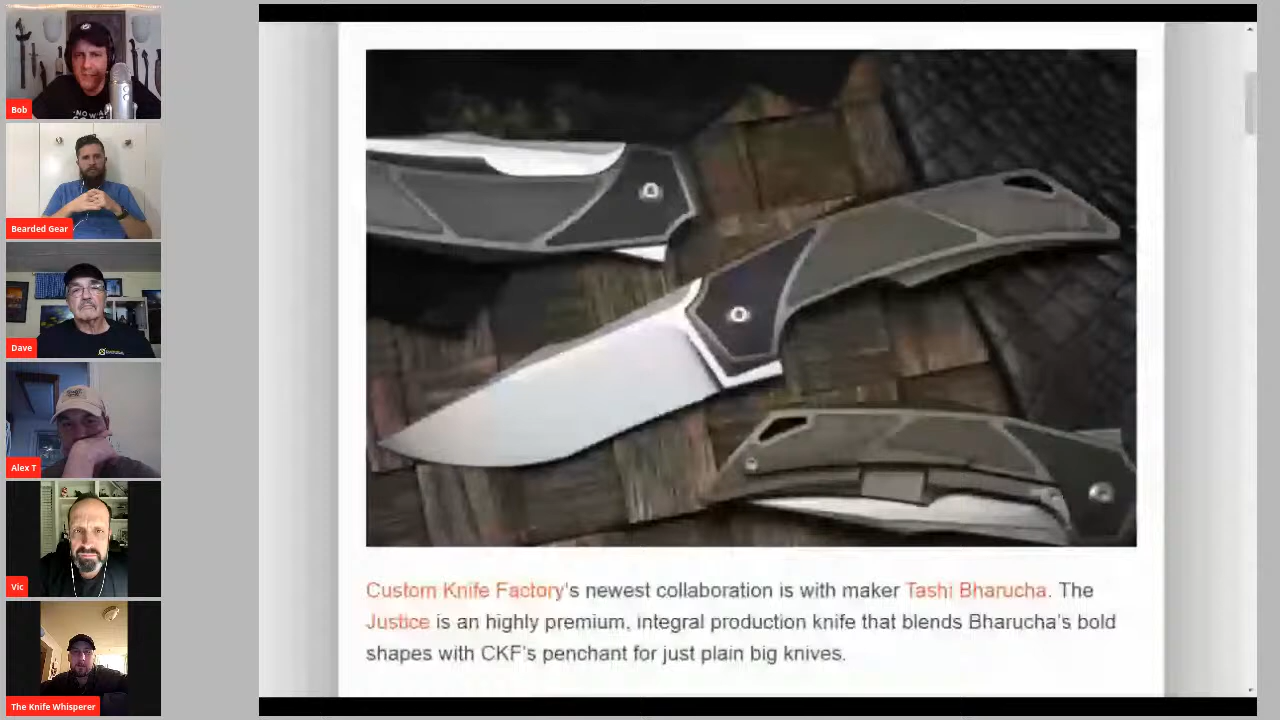 Bob
Bearded Gear
Dave
Alex T
Vic
The Knife Whisperer
Custom Knife Factory's newest collaboration is with maker Tashi Bharucha. The
Justice is an highly premium, integral production knife that blends Bharucha's bold
shapes with CKF's penchant for just plain big knives.